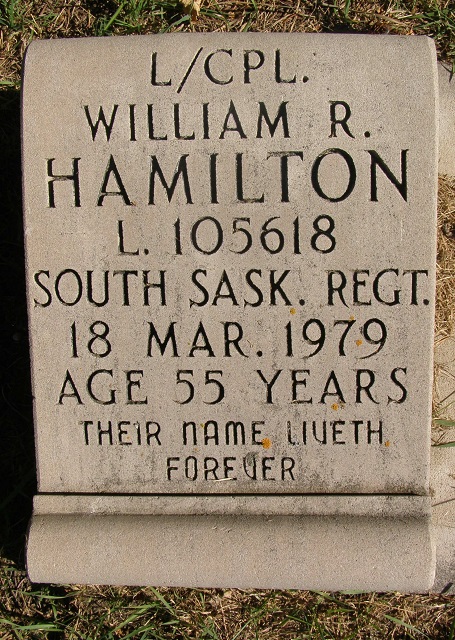 L/CPL.
WILLIAM R.
HAMILTON
L. 105618
SOUTH SASK. REGT.
18 MAR. 1979
AGE 55 YEARS
THEIR NAME LIVETH
FOREVER